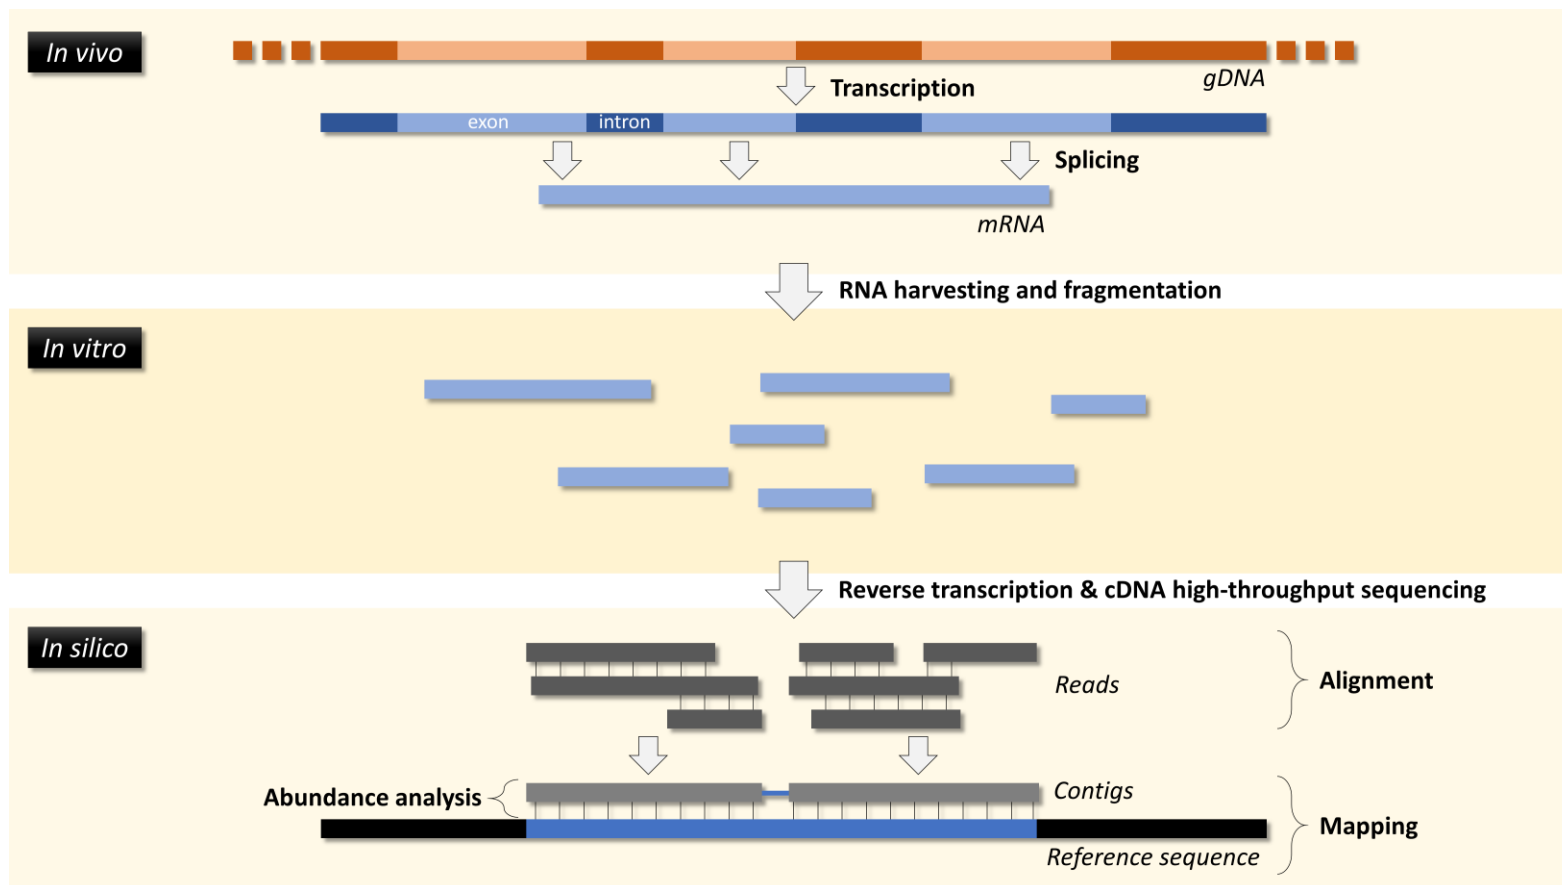 In vivo
gDNA
Transcription
exon intron
Splicing
mRNA
RNA harvesting and fragmentation
In vitro
Reverse transcription & cDNA high-throughput sequencing
In silico
Reads
Alignment
Abundance analysis
Contigs
Mapping
Reference sequence